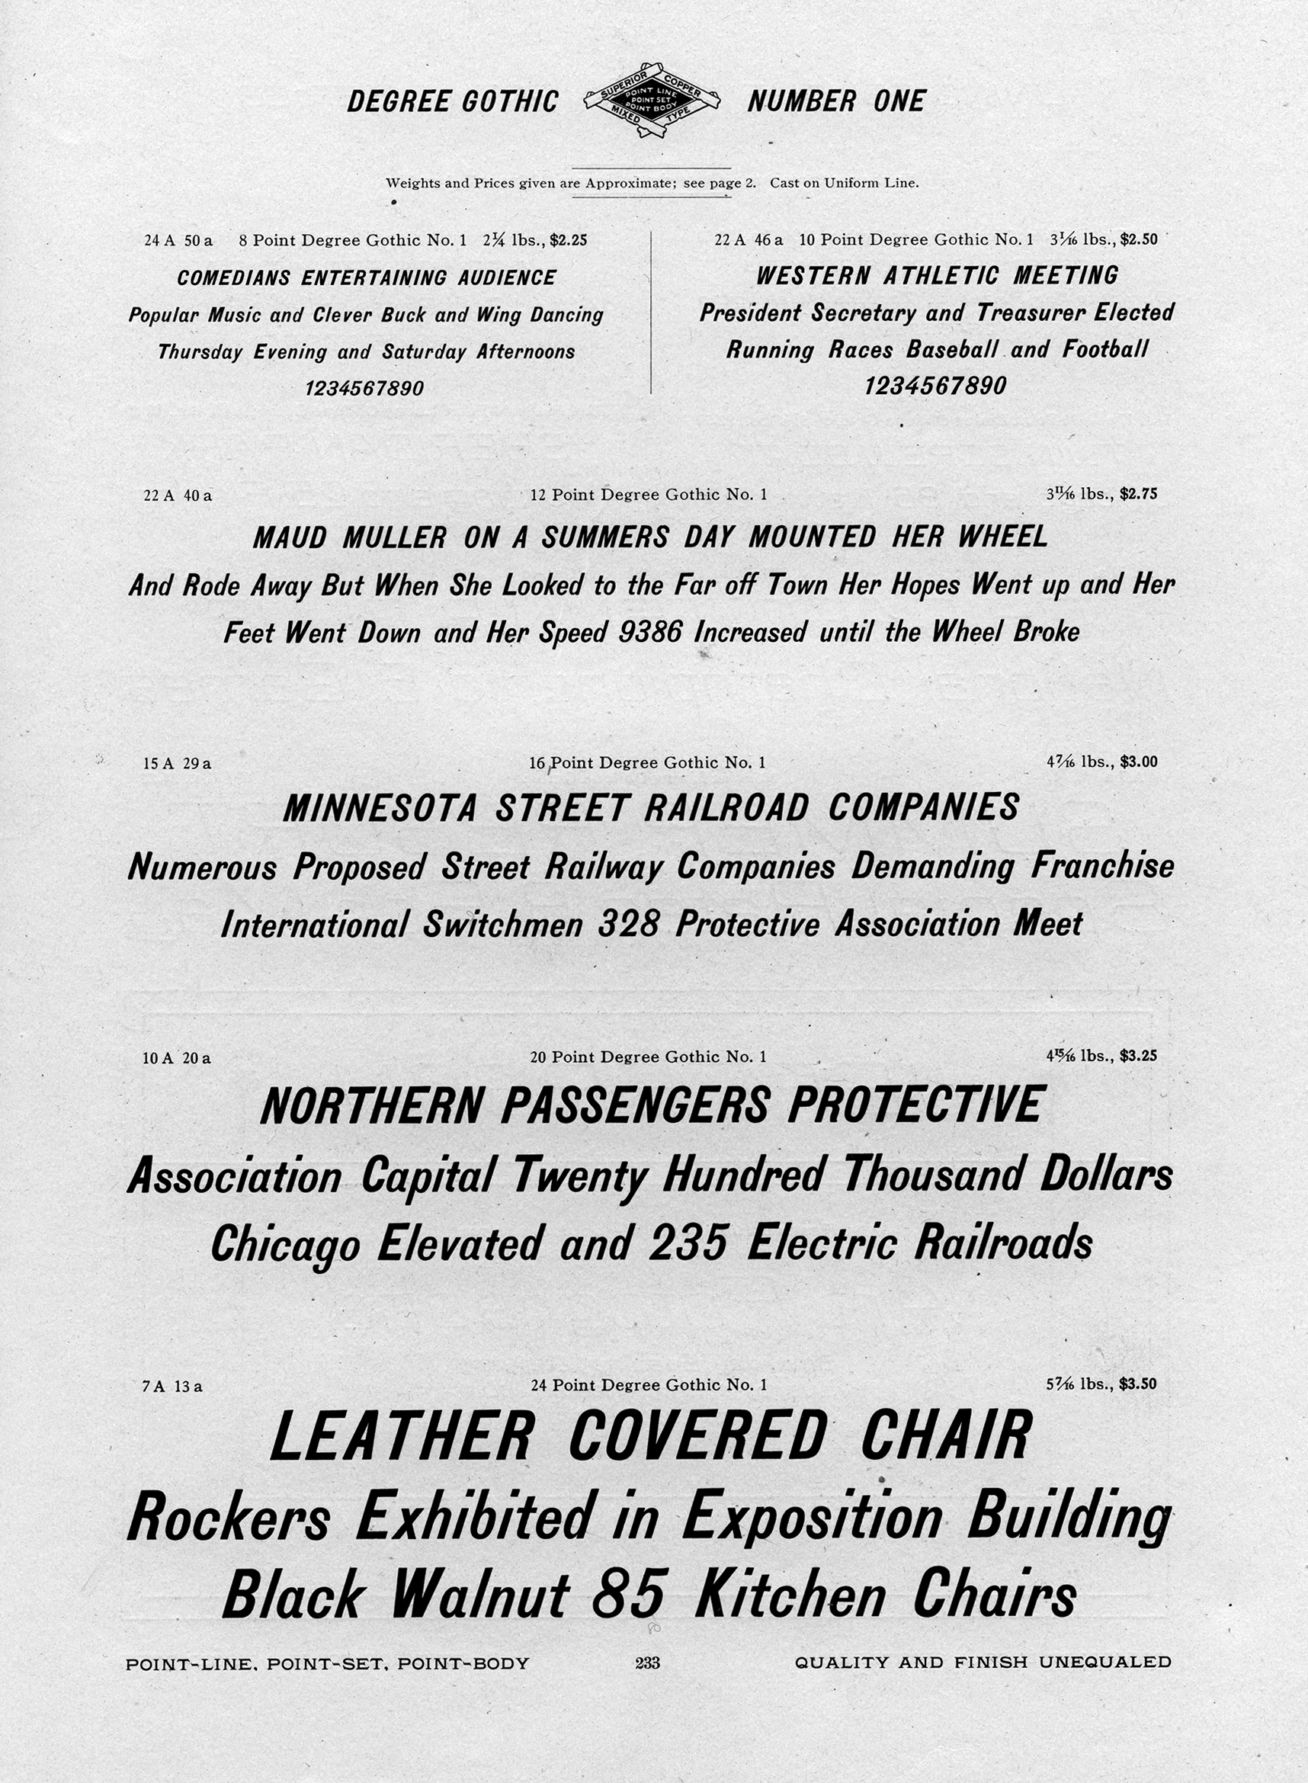 DEGREE GOTHIC NUMBER ONE
SUPERIOR COPPER
POINT LINE
POINT SET
POINT BODY
MIXED TYPE
Weights and Prices given are Approximate; see page 2. Cast on Uniform Line.
24 A 50 a 8 Point Degree Gothic No. 1 2¼ lbs., $2.25
COMEDIANS ENTERTAINING AUDIENCE
Popular Music and Clever Buck and Wing Dancing
Thursday Evening and Saturday Afternoons
1234567890
22 A 46 a 10 Point Degree Gothic No. 1 3 1/16 lbs., $2.50
WESTERN ATHLETIC MEETING
President Secretary and Treasurer Elected
Running Races Baseball and Football
1234567890
22 A 40 a 12 Point Degree Gothic No. 1 3 11/16 lbs., $2.75
MAUD MULLER ON A SUMMERS DAY MOUNTED HER WHEEL
And Rode Away But When She Looked to the Far off Town Her Hopes Went up and Her
Feet Went Down and Her Speed 9386 Increased until the Wheel Broke
15 A 29 a 16 Point Degree Gothic No. 1 4 7/16 lbs., $3.00
MINNESOTA STREET RAILROAD COMPANIES
Numerous Proposed Street Railway Companies Demanding Franchise
International Switchmen 328 Protective Association Meet
10 A 20 a 20 Point Degree Gothic No. 1 4 15/16 lbs., $3.25
NORTHERN PASSENGERS PROTECTIVE
Association Capital Twenty Hundred Thousand Dollars
Chicago Elevated and 235 Electric Railroads
7 A 13 a 24 Point Degree Gothic No. 1 5 7/16 lbs., $3.50
LEATHER COVERED CHAIR
Rockers Exhibited in Exposition Building
Black Walnut 85 Kitchen Chairs
POINT-LINE, POINT-SET, POINT-BODY 233 QUALITY AND FINISH UNEQUALED